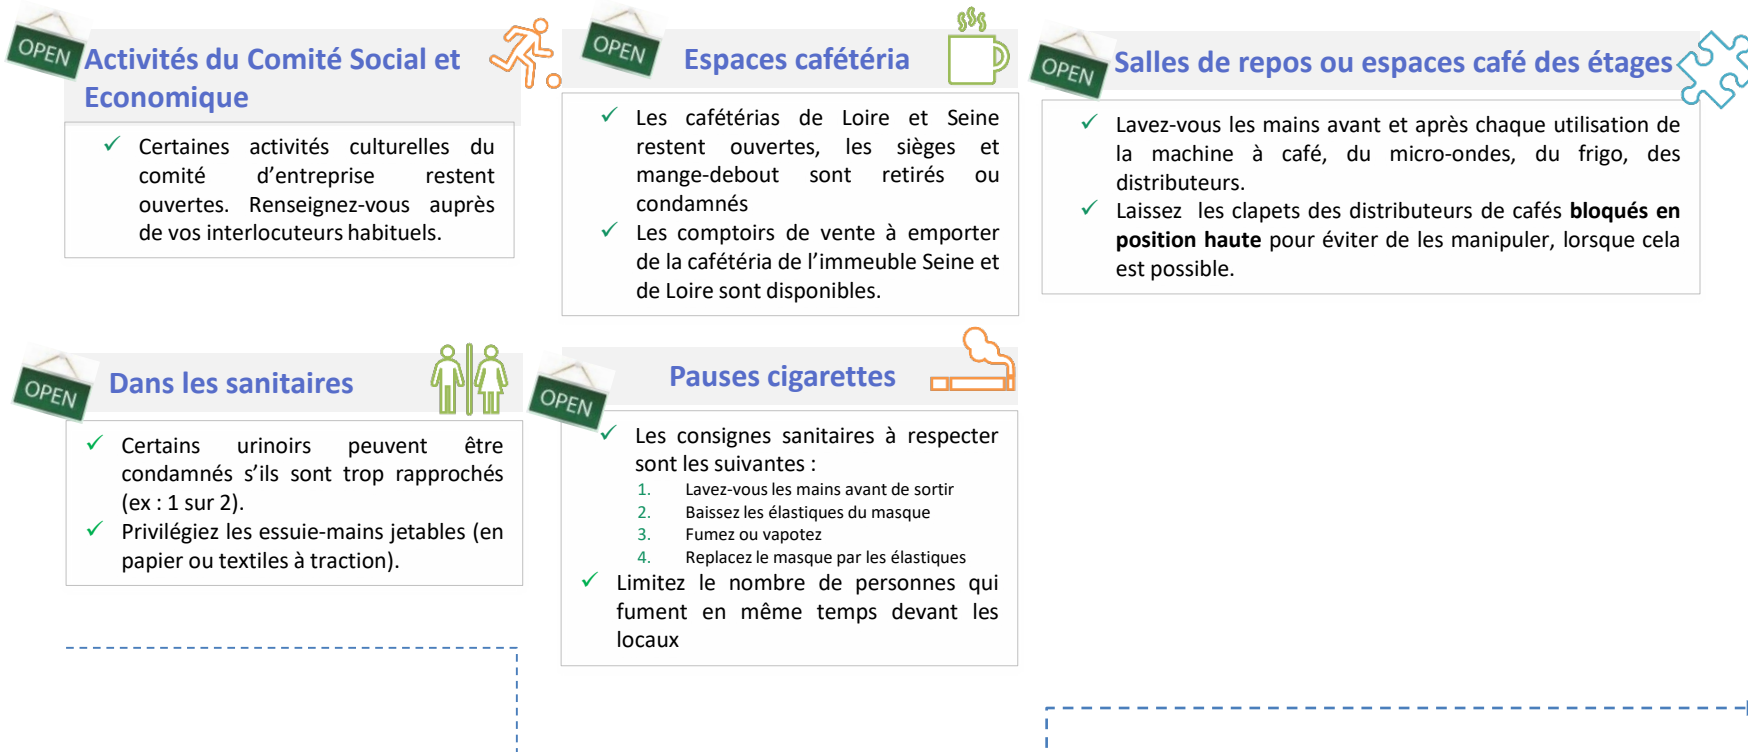 OPEN
Activités du Comité Social et
Economique
Certaines activités culturelles du
comité d'entreprise restent
ouvertes. Renseignez-vous auprès
de vos interlocuteurs habituels.
OPEN
Espaces cafétéria
Les cafétérias de Loire et Seine
restent ouvertes, les sièges et
mange-debout sont retirés ou
condamnés
Les comptoirs de vente à emporter
de la cafétéria de l'immeuble Seine et
de Loire sont disponibles.
OPEN
Salles de repos ou espaces café des étages
Lavez-vous les mains avant et après chaque utilisation de
la machine à café, du micro-ondes, du frigo, des
distributeurs.
Laissez les clapets des distributeurs de cafés bloqués en
position haute pour éviter de les manipuler, lorsque cela
est possible.
OPEN
Dans les sanitaires
Certains urinoirs peuvent être
condamnés s'ils sont trop rapprochés
(ex : 1 sur 2).
Privilégiez les essuie-mains jetables (en
papier ou textiles à traction).
OPEN
Pauses cigarettes
Les consignes sanitaires à respecter
sont les suivantes :
1. Lavez-vous les mains avant de sortir
2. Baissez les élastiques du masque
3. Fumez ou vapotez
4. Replacez le masque par les élastiques
Limitez le nombre de personnes qui
fument en même temps devant les
locaux